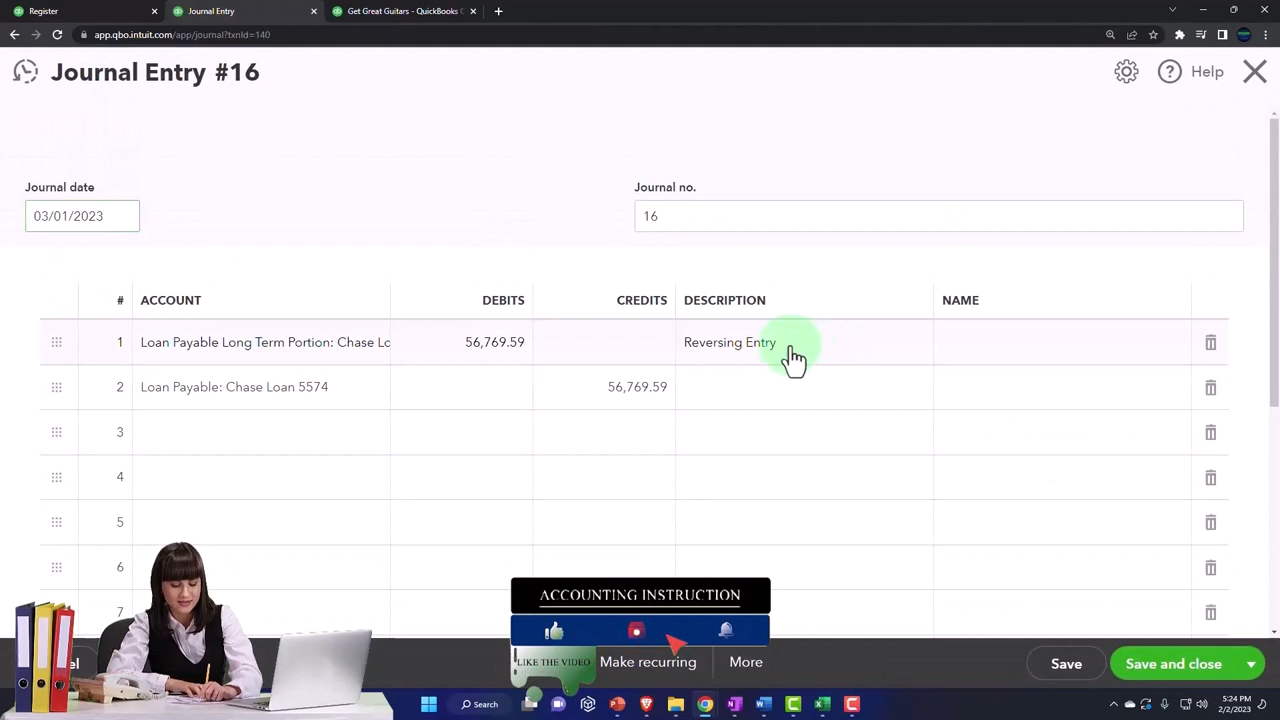 Register
Journal Entry
Get Great Guitars - QuickBooks
app.qbo.intuit.com/app/journal?txnId=140
Journal Entry #16
Help
Journal date
Journal no.
03/01/2023
16
# ACCOUNT DEBITS CREDITS DESCRIPTION NAME
1 Loan Payable Long Term Portion: Chase Lo 56,769.59 Reversing Entry
2 Loan Payable: Chase Loan 5574 56,769.59
3
4
5
6
7
ACCOUNTING INSTRUCTION
LIKE THE VIDEO
Make recurring
More
Save
Save and close
Search
5:24 PM
2/2/2023